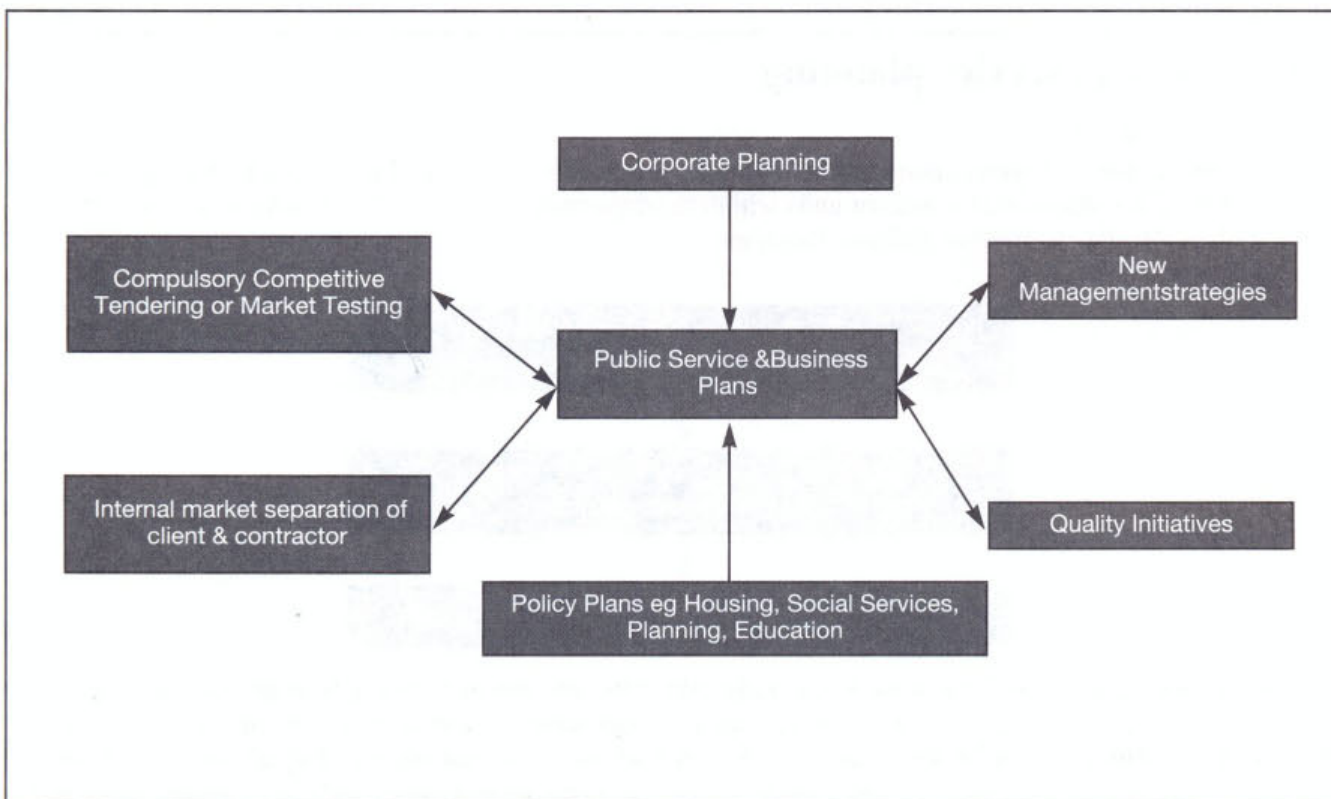 Corporate Planning
Compulsory Competitive
Tendering or Market Testing
New
Managementstrategies
Public Service &Business
Plans
Internal market separation of
client & contractor
Quality Initiatives
Policy Plans eg Housing, Social Services,
Planning, Education